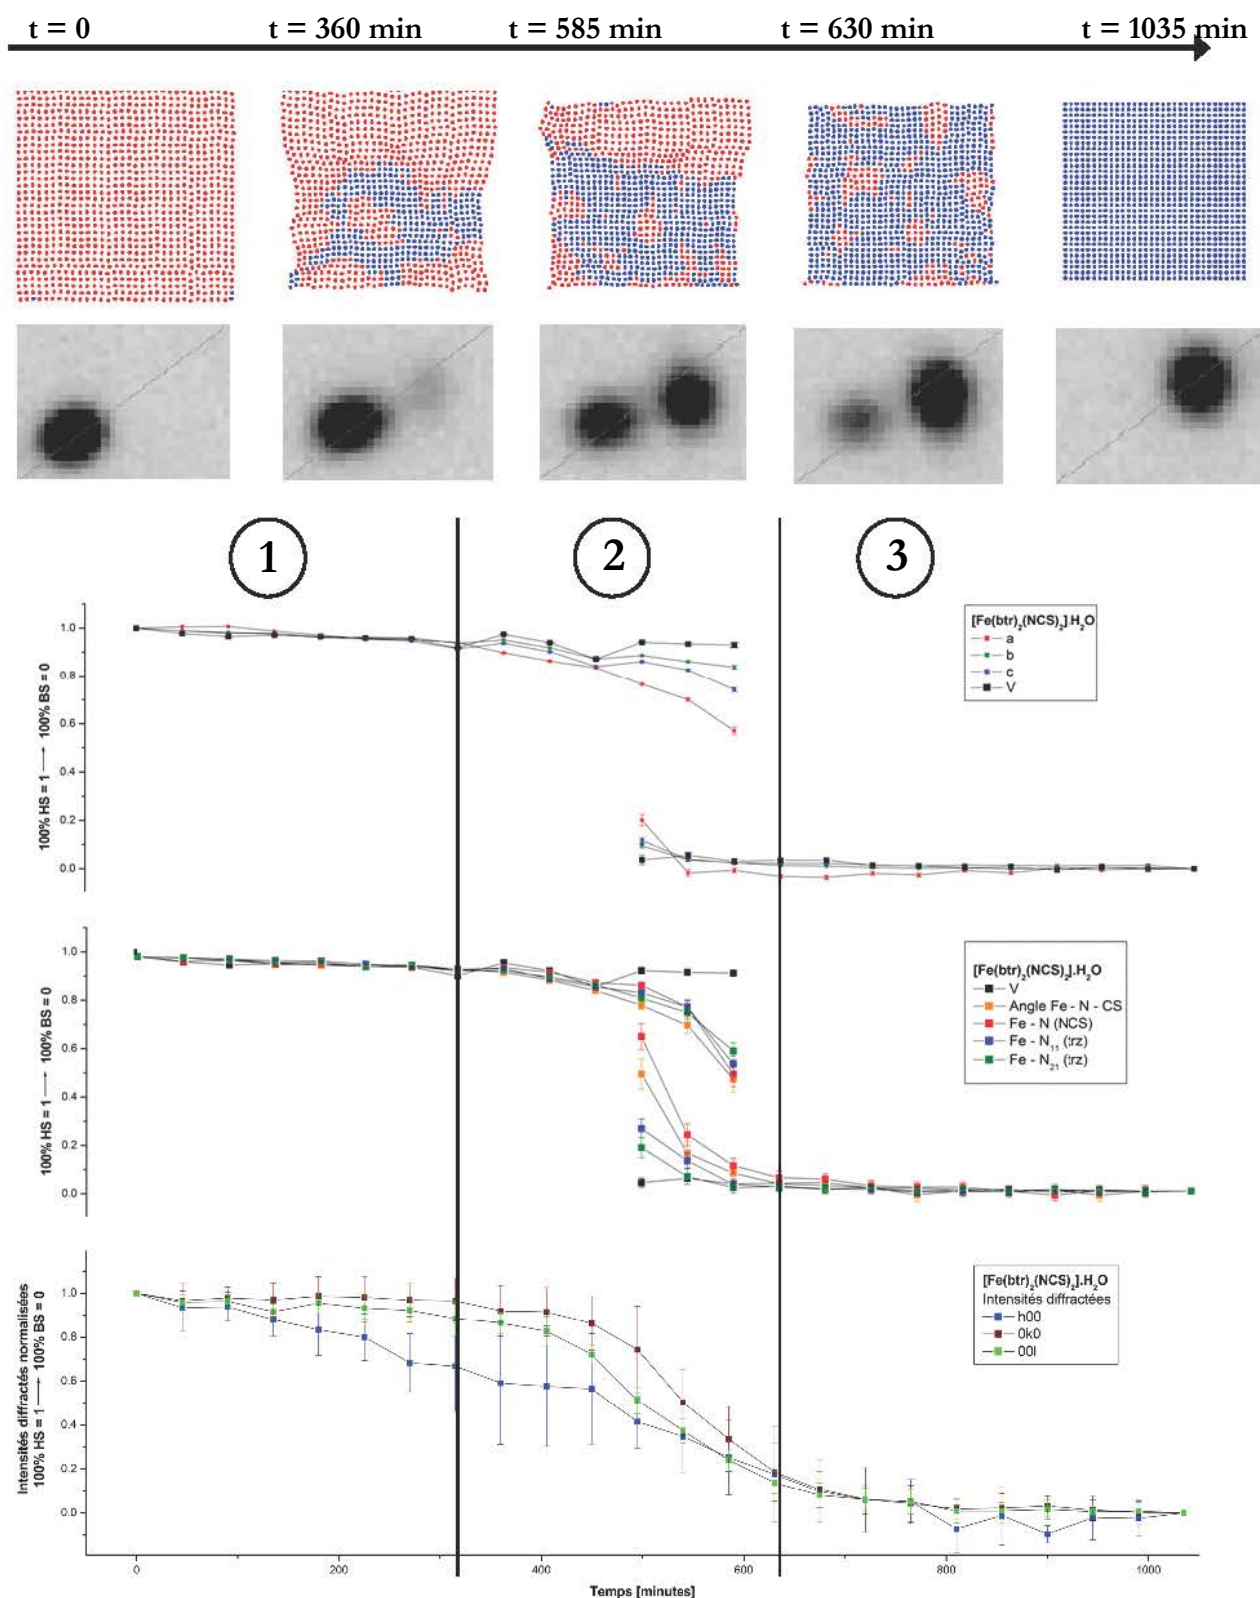 t = 0 t = 360 min t = 585 min t = 630 min t = 1035 min
1 2 3
100% HS = 1 → 100% BS = 0
1.0
0.8
0.6
0.4
0.2
0.0
[Fe(btr)₂(NCS)₂].H₂O
a
b
c
V
100% HS = 1 → 100% BS = 0
1.0
0.8
0.6
0.4
0.2
0.0
[Fe(btr)₂(NCS)₂].H₂O
V
Angle Fe - N - CS
Fe - N (NCS)
Fe - N₁₁ (trz)
Fe - N₂₁ (trz)
Intensités diffractés normalisées
100% HS = 1 → 100% BS = 0
1.0
0.8
0.6
0.4
0.2
0.0
[Fe(btr)₂(NCS)₂].H₂O
Intensités diffractées
h00
0k0
00l
0 200 400 600 800 1000
Temps [minutes]